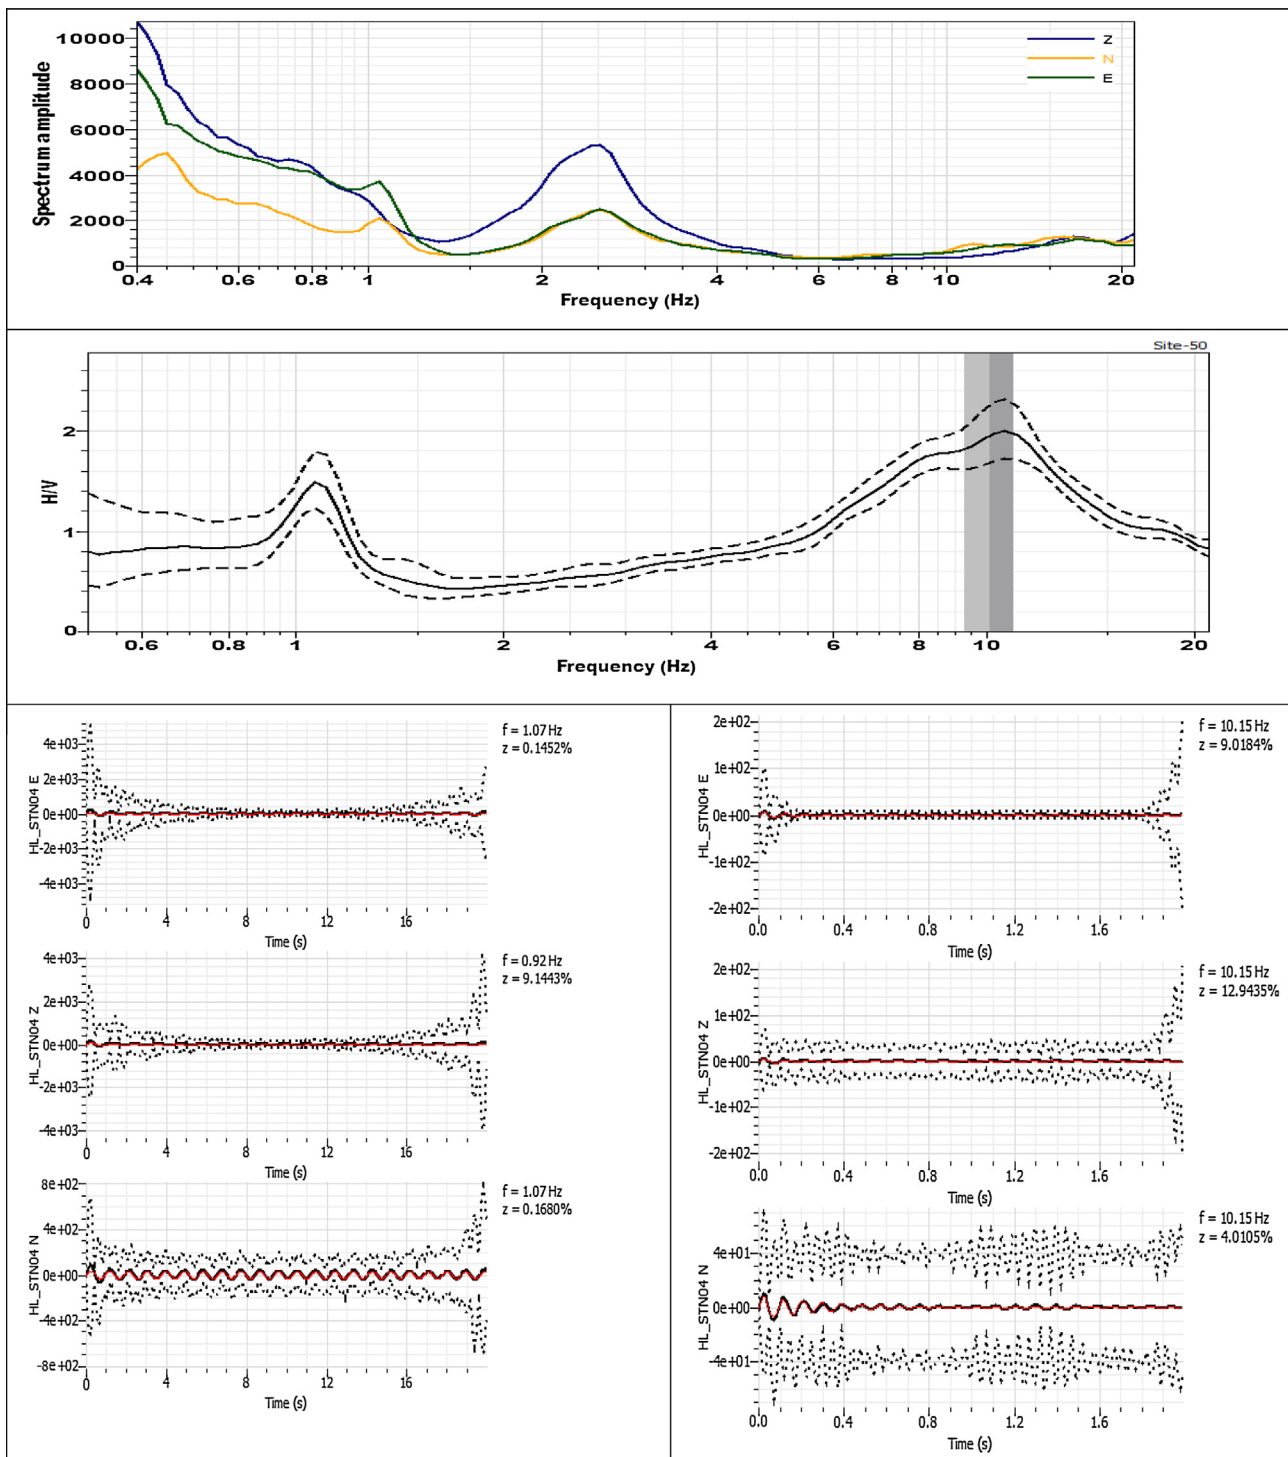 Spectrum amplitude
10000
8000
6000
4000
2000
0
Z
N
E
0.4 0.6 0.8 1 2 4 6 8 10 20
Frequency (Hz)
Site-50
H/V
2
1
0
0.6 0.8 1 2 4 6 8 10 20
Frequency (Hz)
HL_STN04 E
4e+03
2e+03
0e+00
-2e+03
-4e+03
0 4 8 12 16
Time (s)
f = 1.07 Hz
z = 0.1452%
HL_STN04 Z
4e+03
2e+03
0e+00
-2e+03
-4e+03
0 4 8 12 16
Time (s)
f = 0.92 Hz
z = 9.1443%
HL_STN04 N
8e+02
4e+02
0e+00
-4e+02
-8e+02
0 4 8 12 16
Time (s)
f = 1.07 Hz
z = 0.1680%
HL_STN04 E
2e+02
1e+02
0e+00
-1e+02
-2e+02
0.0 0.4 0.8 1.2 1.6
Time (s)
f = 10.15 Hz
z = 9.0184%
HL_STN04 Z
2e+02
1e+02
0e+00
-1e+02
-2e+02
0.0 0.4 0.8 1.2 1.6
Time (s)
f = 10.15 Hz
z = 12.9435%
HL_STN04 N
4e+01
0e+00
-4e+01
0.0 0.4 0.8 1.2 1.6
Time (s)
f = 10.15 Hz
z = 4.0105%